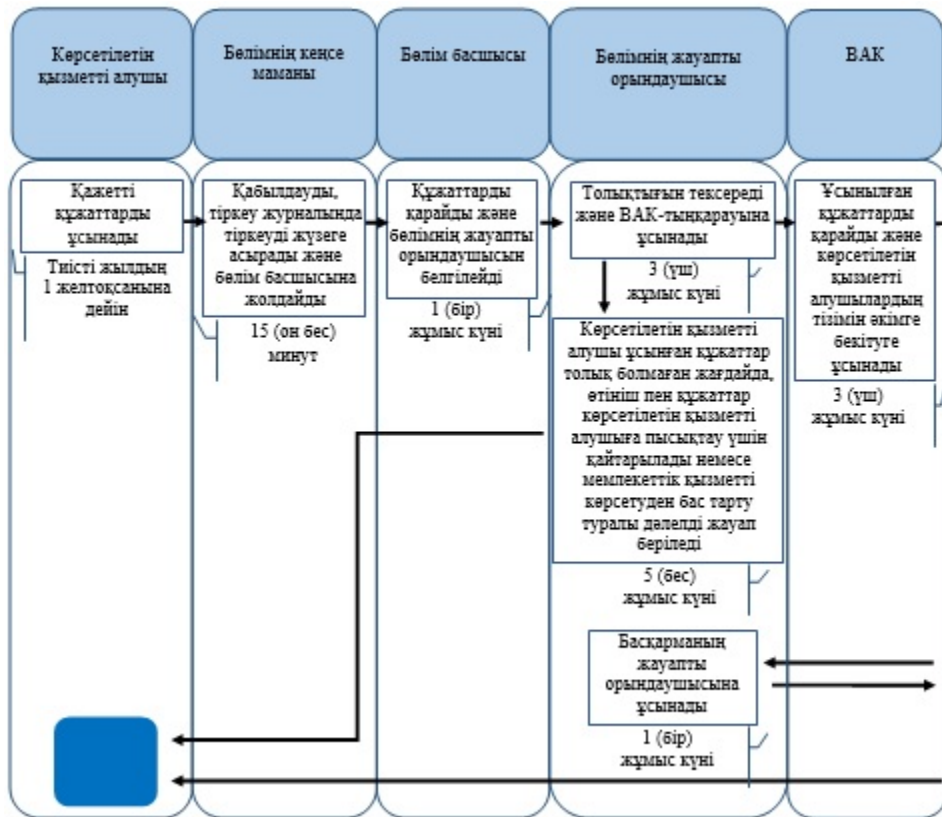 Көрсетілетін
қызметті алушы
Бөлімнің кеңсе
маманы
Бөлім басшысы
Бөлімнің жауапты
орындаушысы
ВАК
Қажетті
құжаттарды
ұсынады
Тиісті жылдың
1 желтоқсанына
дейін
Қабылдауды,
тіркеу журналында
тіркеуді жүзеге
асырады және
бөлім басшысына
жолдайды
15 (он бес)
минут
Құжаттарды
қарайды және
бөлімнің жауапты
орындаушысын
белгілейді
1 (бір)
жұмыс күні
Толықтығын тексереді
және ВАК-тыңқарауына
ұсынады
3 (үш)
жұмыс күні
Көрсетілетін қызметті
алушы ұсынған құжаттар
толық болмаған жағдайда,
өтініш пен құжаттар
көрсетілетін қызметті
алушыға пысықтау үшін
қайтарылады немесе
мемлекеттік қызметті
көрсетуден бас тарту
туралы дәлелді жауап
беріледі
5 (бес)
жұмыс күні
Басқарманың
жауапты
орындаушысына
ұсынады
1 (бір)
жұмыс күні
Ұсынылған
құжаттарды
қарайды және
көрсетілетін
қызметті
алушылардың
тізімін әкімге
бекітуге
ұсынады
3 (үш)
жұмыс күні